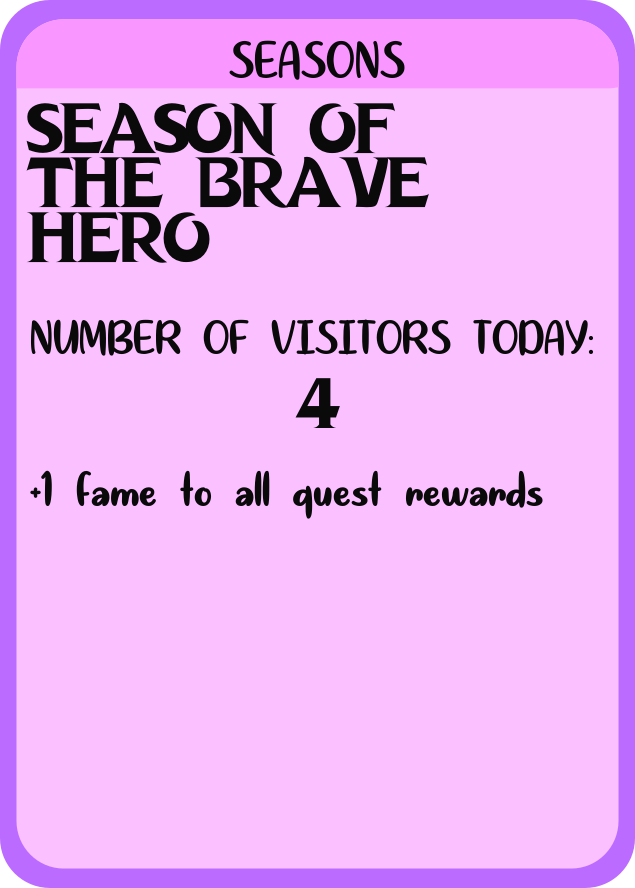 SEASONS
SEASON OF
THE BRAVE
HERO
NUMBER OF VISITORS TODAY:
4
+1 fame to all quest rewards